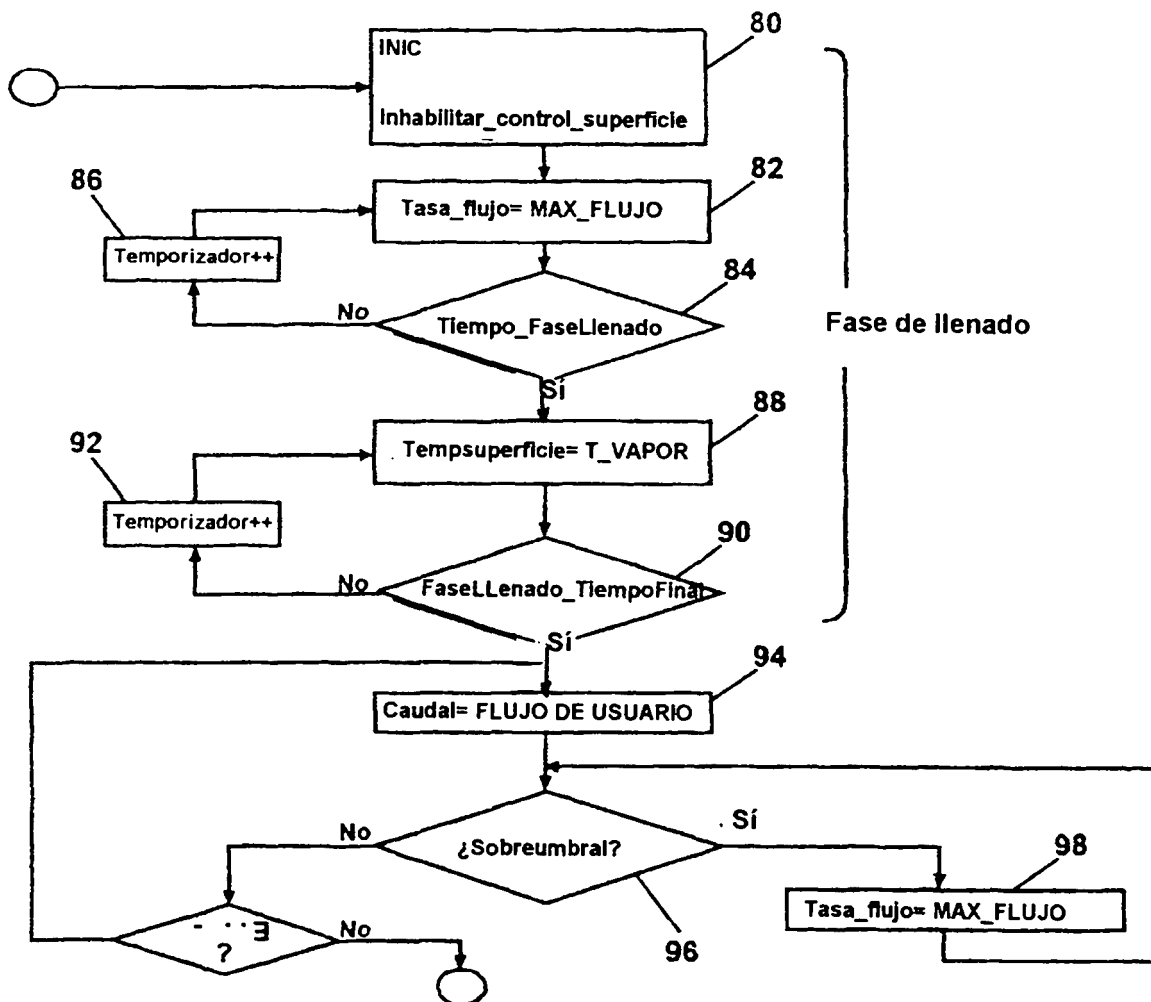 80
INIC
Inhabilitar_control_superficie
86
82
Tasa_flujo= MAX_FLUJO
Temporizador++
84
No
Tiempo_FaseLlenado
Fase de llenado
Sí
88
92
Tempsuperficie= T_VAPOR
Temporizador++
90
No
FaseLLenado_TiempoFinal
Sí
94
Caudal= FLUJO DE USUARIO
No
Sí
¿Sobreumbral?
98
Tasa_flujo= MAX_FLUJO
No
?
96